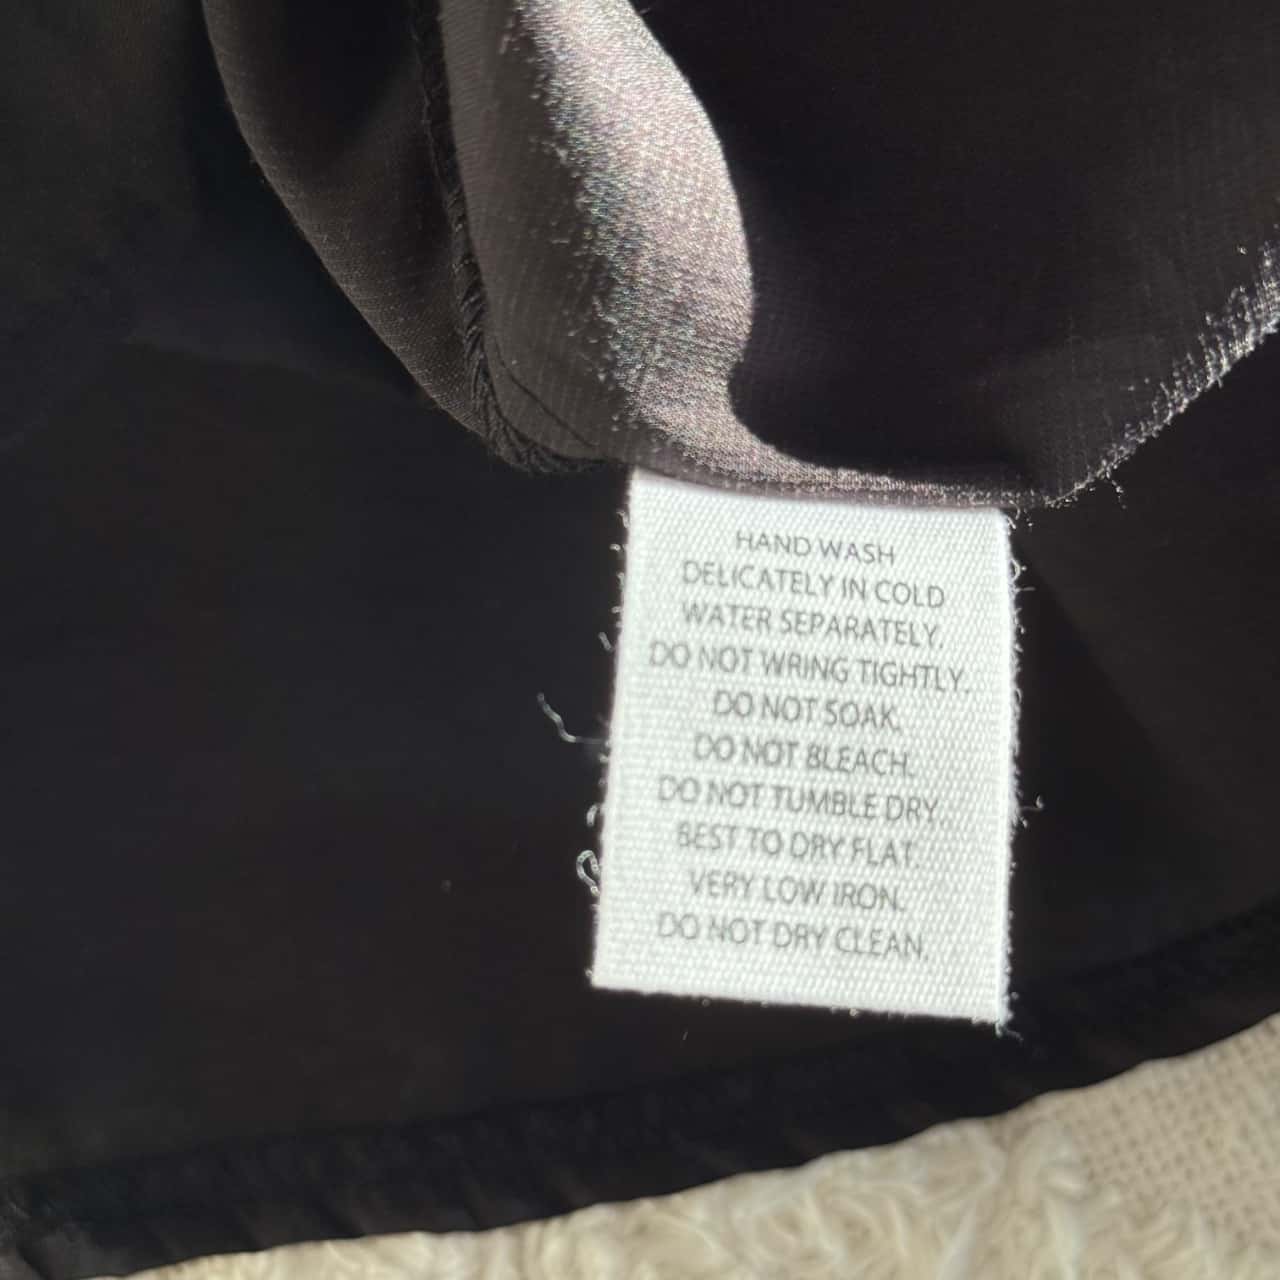 HAND WASH
DELICATELY IN COLD
WATER SEPARATELY.
DO NOT WRING TIGHTLY.
DO NOT SOAK.
DO NOT BLEACH.
DO NOT TUMBLE DRY.
BEST TO DRY FLAT.
VERY LOW IRON.
DO NOT DRY CLEAN.